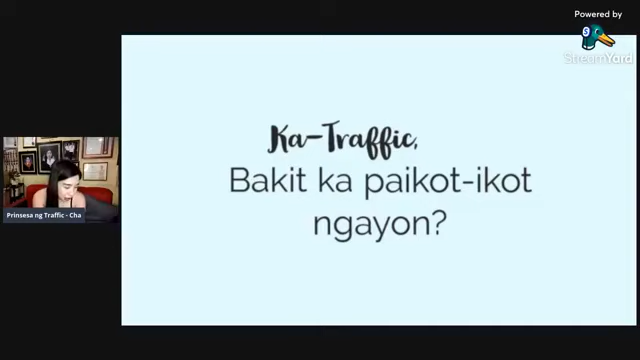 Powered by
StreamYard
Ka-Traffic,
Bakit ka paikot-ikot
ngayon?
Prinsesa ng Traffic - Cha